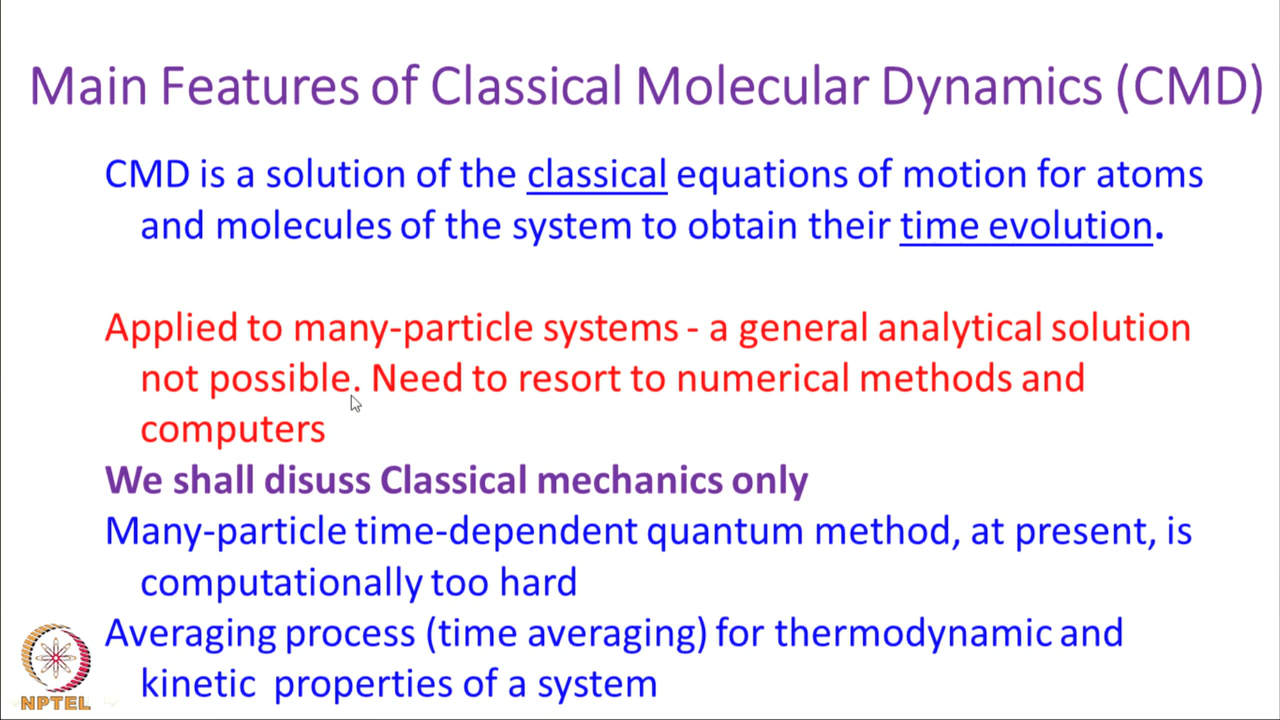 Main Features of Classical Molecular Dynamics (CMD)
CMD is a solution of the classical equations of motion for atoms
and molecules of the system to obtain their time evolution.
Applied to many-particle systems - a general analytical solution
not possible. Need to resort to numerical methods and
computers
We shall disuss Classical mechanics only
Many-particle time-dependent quantum method, at present, is
computationally too hard
Averaging process (time averaging) for thermodynamic and
kinetic properties of a system
NPTEL